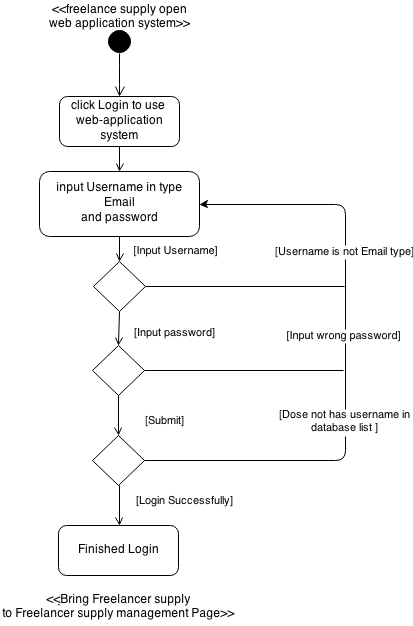 <<freelance supply open
web application system>>
click Login to use
web-application
system
input Username in type
Email
and password
[Input Username]
[Username is not Email type]
[Input password]
[Input wrong password]
[Submit]
[Dose not has username in
database list ]
[Login Successfully]
Finished Login
<<Bring Freelancer supply
to Freelancer supply management Page>>